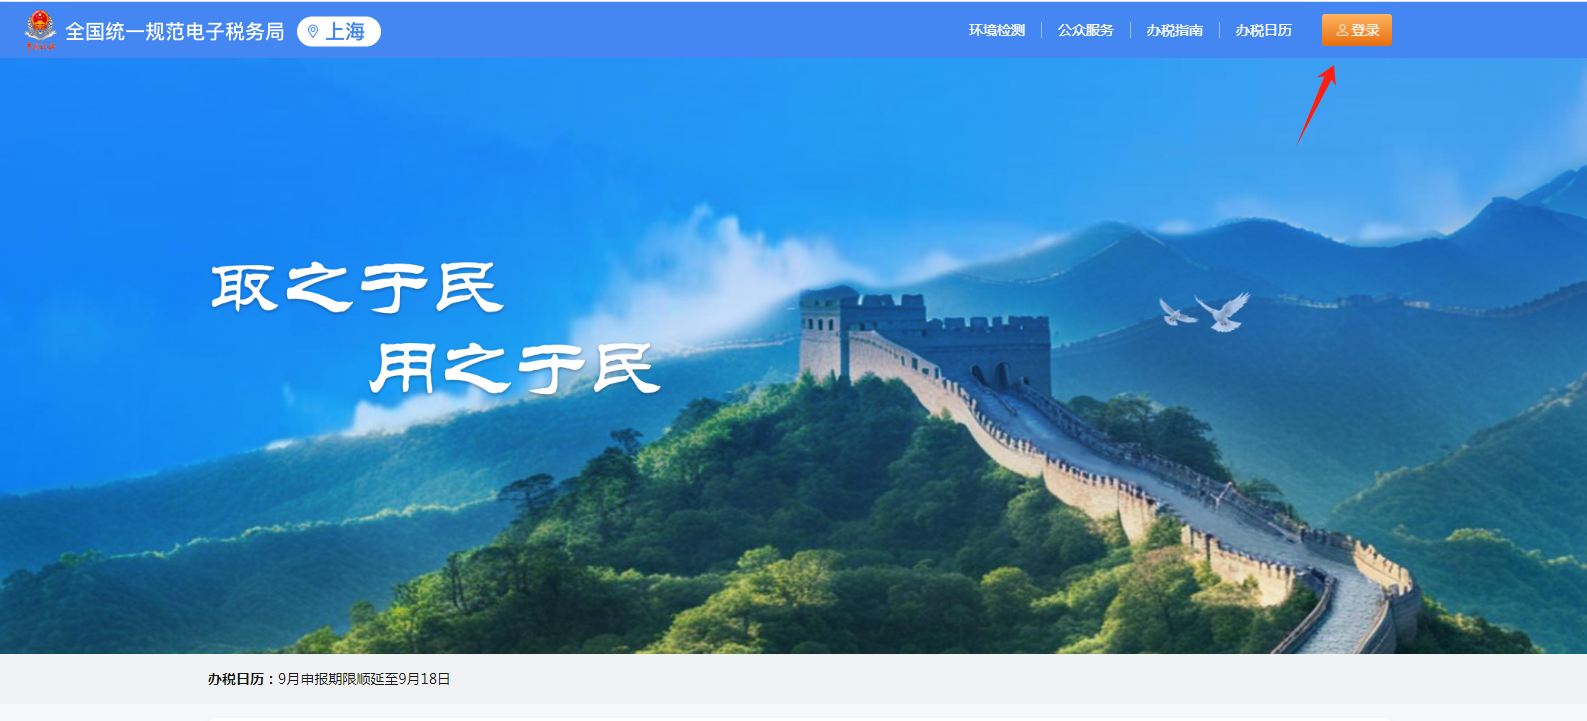 全国统一规范电子税务局 上海 环境检测 公众服务 办税指南 办税日历 登录
取之于民
用之于民
办税日历：9月申报期限顺延至9月18日